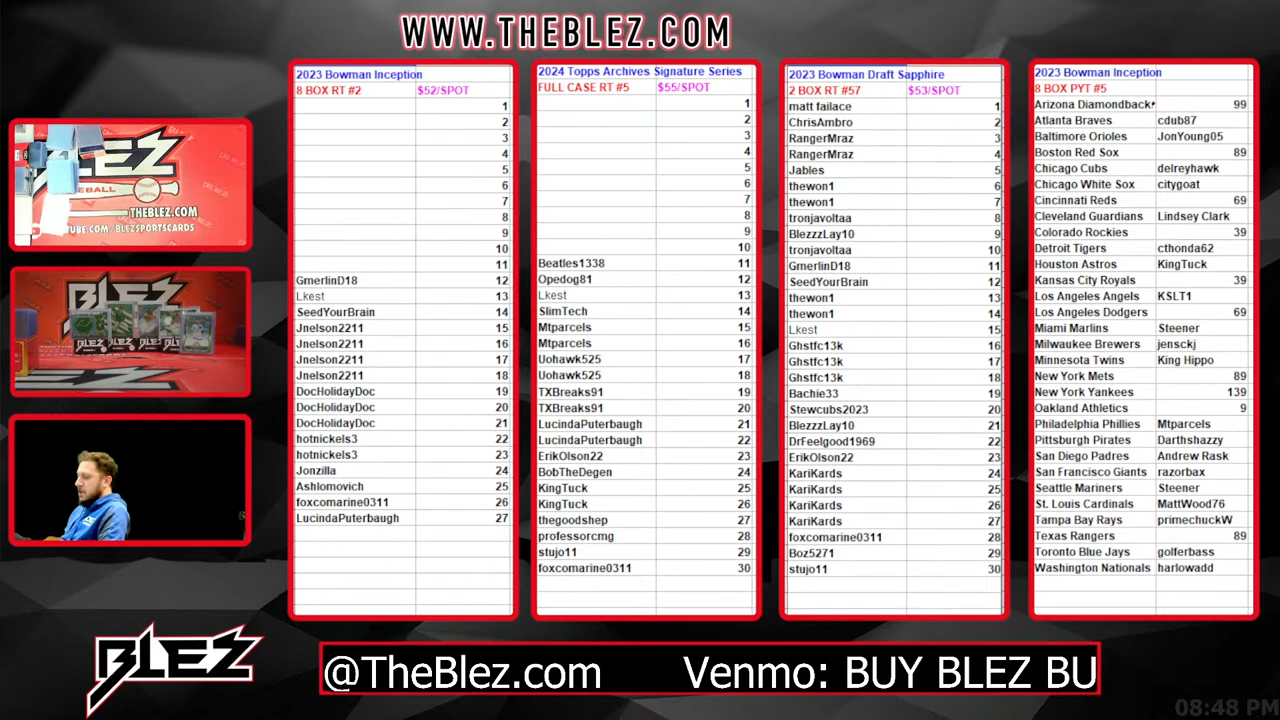 WWW.THEBLEZ.COM
2023 Bowman Inception
8 BOX RT #2 $52/SPOT
1
2
3
4
5
6
7
8
9
10
11
GmerlinD18 12
Lkest 13
SeedYourBrain 14
Jnelson2211 15
Jnelson2211 16
Jnelson2211 17
Jnelson2211 18
DocHolidayDoc 19
DocHolidayDoc 20
DocHolidayDoc 21
hotnickels3 22
hotnickels3 23
Jonzilla 24
Ashlomovich 25
foxcomarine0311 26
LucindaPuterbaugh 27
2024 Topps Archives Signature Series
FULL CASE RT #5 $55/SPOT
1
2
3
4
5
6
7
8
9
10
Beatles1338 11
Opedog81 12
Lkest 13
SlimTech 14
Mtparcels 15
Mtparcels 16
Uohawk525 17
Uohawk525 18
TXBreaks91 19
TXBreaks91 20
LucindaPuterbaugh 21
LucindaPuterbaugh 22
ErikOlson22 23
BobTheDegen 24
KingTuck 25
KingTuck 26
thegoodshep 27
professorcmg 28
stujo11 29
foxcomarine0311 30
2023 Bowman Draft Sapphire
2 BOX RT #57 $53/SPOT
matt failace 1
ChrisAmbro 2
RangerMraz 3
RangerMraz 4
Jables 5
thewon1 6
thewon1 7
tronjavoltaa 8
BlezzzLay10 9
tronjavoltaa 10
GmerlinD18 11
SeedYourBrain 12
thewon1 13
thewon1 14
Lkest 15
Ghstfc13k 16
Ghstfc13k 17
Ghstfc13k 18
Bachie33 19
Stewcubs2023 20
BlezzzLay10 21
DrFeelgood1969 22
ErikOlson22 23
KariKards 24
KariKards 25
KariKards 26
KariKards 27
foxcomarine0311 28
Boz5271 29
stujo11 30
2023 Bowman Inception
8 BOX PYT #5
Arizona Diamondback 99
Atlanta Braves cdub87
Baltimore Orioles JonYoung05
Boston Red Sox 89
Chicago Cubs delreyhawk
Chicago White Sox citygoat
Cincinnati Reds 69
Cleveland Guardians Lindsey Clark
Colorado Rockies 39
Detroit Tigers cthonda62
Houston Astros KingTuck
Kansas City Royals 39
Los Angeles Angels KSLT1
Los Angeles Dodgers 69
Miami Marlins Steener
Milwaukee Brewers jensckj
Minnesota Twins King Hippo
New York Mets 89
New York Yankees 139
Oakland Athletics 9
Philadelphia Phillies Mtparcels
Pittsburgh Pirates Darthshazzy
San Diego Padres Andrew Rask
San Francisco Giants razorbax
Seattle Mariners Steener
St. Louis Cardinals MattWood76
Tampa Bay Rays primechuckW
Texas Rangers 89
Toronto Blue Jays golferbass
Washington Nationals harlowadd
BLEZ
THEBLEZ.COM
BLEZ
BLEZ
@TheBlez.com Venmo: BUY BLEZ BU
08:48 PM